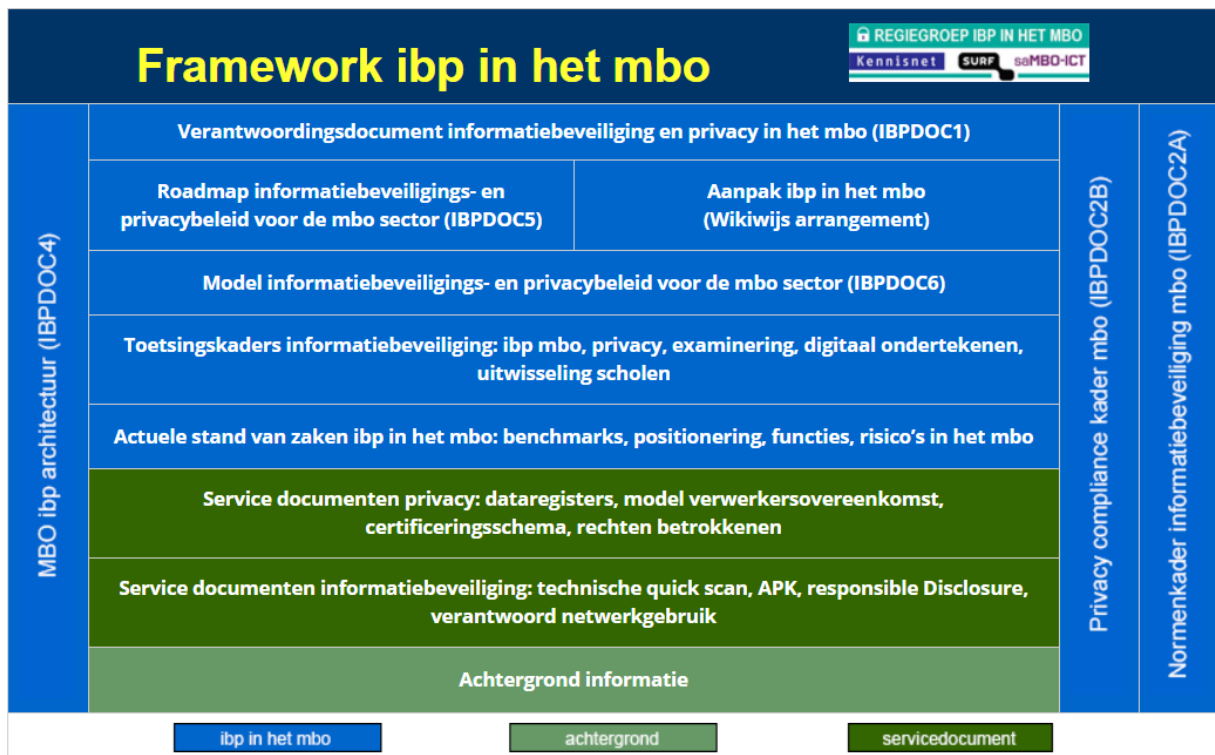 Framework ibp in het mbo
REGIEGROEP IBP IN HET MBO
Kennisnet SURF saMBO-ICT
MBO ibp architectuur (IBPDOC4)
Verantwoordingsdocument informatiebeveiliging en privacy in het mbo (IBPDOC1)
Roadmap informatiebeveiligings- en
privacybeleid voor de mbo sector (IBPDOC5)
Aanpak ibp in het mbo
(Wikiwijs arrangement)
Model informatiebeveiligings- en privacybeleid voor de mbo sector (IBPDOC6)
Toetsingskaders informatiebeveiliging: ibp mbo, privacy, examinering, digitaal ondertekenen,
uitwisseling scholen
Actuele stand van zaken ibp in het mbo: benchmarks, positionering, functies, risico's in het mbo
Service documenten privacy: dataregisters, model verwerkersovereenkomst,
certificeringsschema, rechten betrokkenen
Service documenten informatiebeveiliging: technische quick scan, APK, responsible Disclosure,
verantwoord netwerkgebruik
Achtergrond informatie
Privacy compliance kader mbo (IBPDOC2B)
Normenkader informatiebeveiliging mbo (IBPDOC2A)
ibp in het mbo
achtergrond
servicedocument